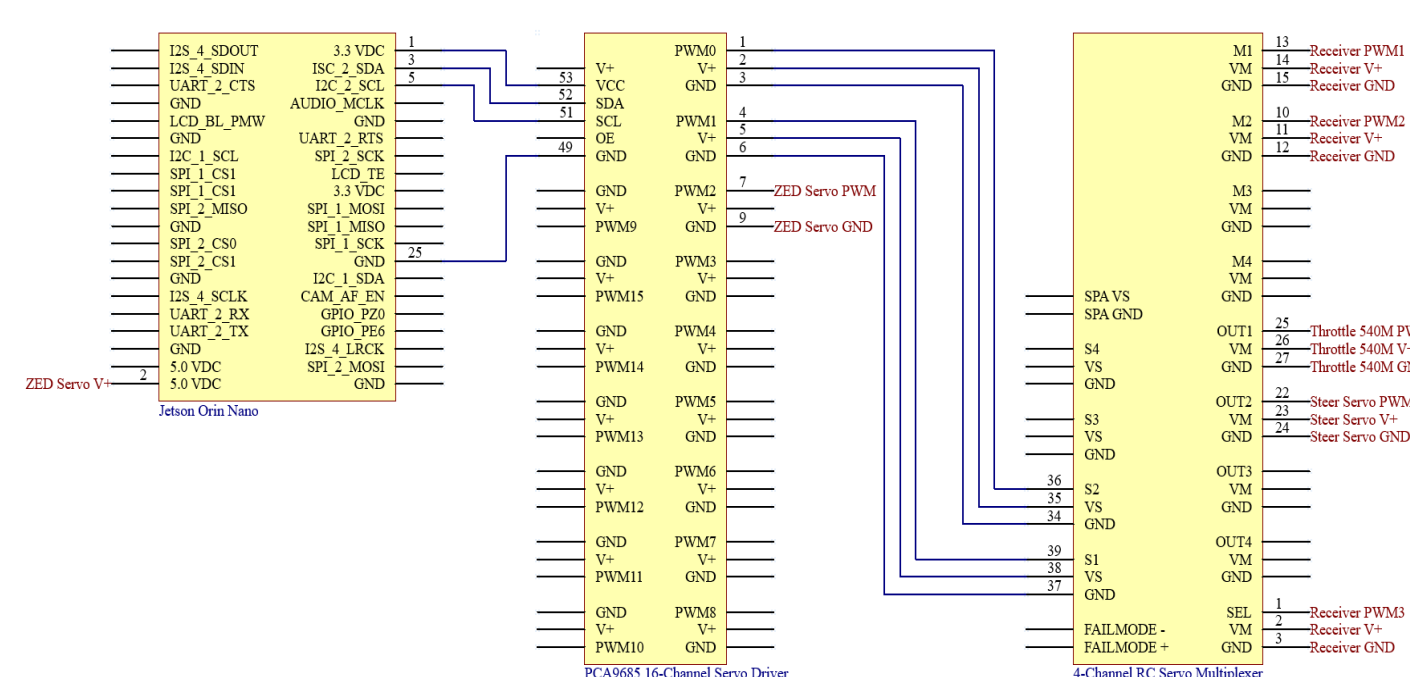 ZED Servo V+
2
I2S_4_SDOUT
I2S_4_SDIN
UART_2_CTS
GND
LCD_BL_PMW
GND
I2C_1_SCL
SPI_1_CS1
SPI_1_CS1
SPI_2_MISO
GND
SPI_2_CS0
SPI_2_CS1
GND
I2S_4_SCLK
UART_2_RX
UART_2_TX
GND
5.0 VDC
5.0 VDC
3.3 VDC
ISC_2_SDA
I2C_2_SCL
AUDIO_MCLK
GND
UART_2_RTS
SPI_2_SCK
LCD_TE
3.3 VDC
SPI_1_MOSI
SPI_1_MISO
SPI_1_SCK
GND
I2C_1_SDA
CAM_AF_EN
GPIO_PZ0
GPIO_PE6
I2S_4_LRCK
SPI_2_MOSI
GND
1
3
5
25
Jetson Orin Nano
53
52
51
49
V+
VCC
SDA
SCL
OE
GND
GND
V+
PWM9
GND
V+
PWM15
GND
V+
PWM14
GND
V+
PWM13
GND
V+
PWM12
GND
V+
PWM11
GND
V+
PWM10
PWM0
V+
GND
PWM1
V+
GND
PWM2
V+
GND
PWM3
V+
GND
PWM4
V+
GND
PWM5
V+
GND
PWM6
V+
GND
PWM7
V+
GND
PWM8
V+
GND
1
2
3
4
5
6
7
9
ZED Servo PWM
ZED Servo GND
PCA9685 16-Channel Servo Driver
36
35
34
39
38
37
SPA VS
SPA GND
S4
VS
GND
S3
VS
GND
S2
VS
GND
S1
VS
GND
FAILMODE -
FAILMODE +
M1
VM
GND
M2
VM
GND
M3
VM
GND
M4
VM
GND
OUT1
VM
GND
OUT2
VM
GND
OUT3
VM
GND
OUT4
VM
GND
SEL
VM
GND
13
14
15
10
11
12
25
26
27
22
23
24
1
2
3
Receiver PWM1
Receiver V+
Receiver GND
Receiver PWM2
Receiver V+
Receiver GND
Throttle 540M
Throttle 540M
Throttle 540M
Steer Servo PWM
Steer Servo V+
Steer Servo GND
Receiver PWM3
Receiver V+
Receiver GND
4-Channel RC Servo Multiplexer